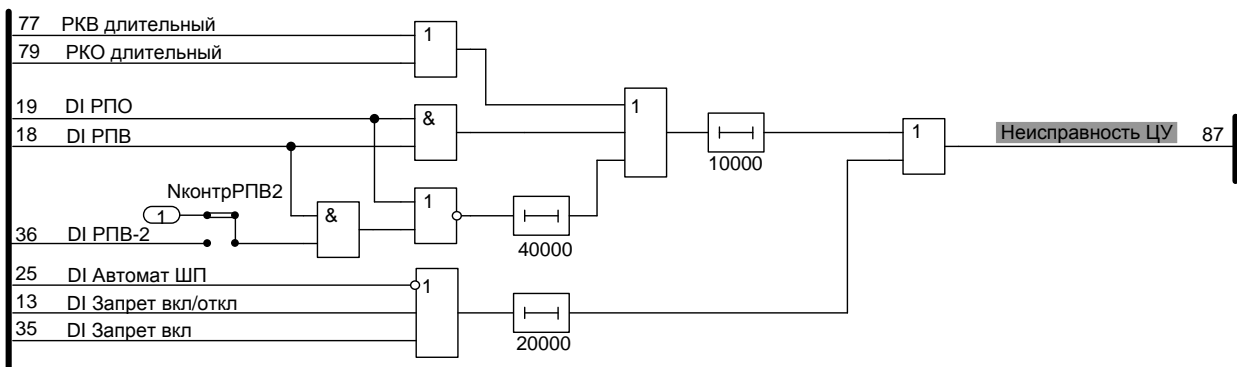 77 РКВ длительный
1
79 РКО длительный
19 DI РПО
&
1
10000
1
Неисправность ЦУ 87
18 DI РПВ
NконтрРПВ2
1
&
1
40000
36 DI РПВ-2
25 DI Автомат ШП
1
13 DI Запрет вкл/откл
35 DI Запрет вкл
20000